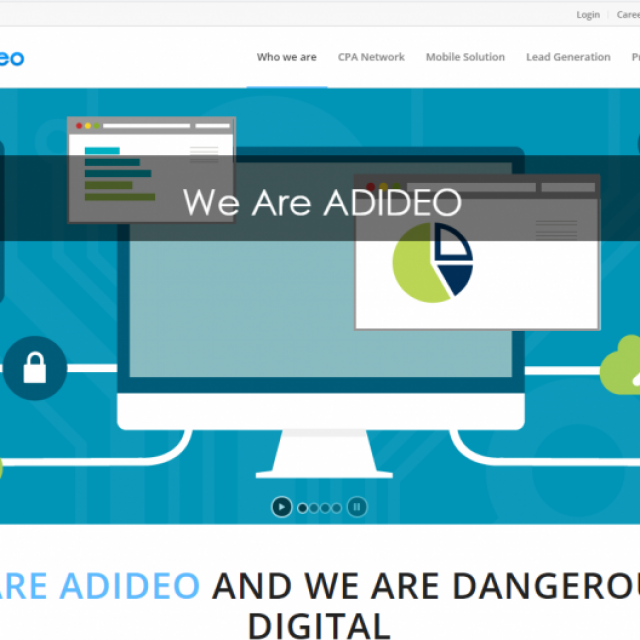 Login Caree
eo
Who we are CPA Network Mobile Solution Lead Generation P
We Are ADIDEO
ARE ADIDEO AND WE ARE DANGEROU
DIGITAL